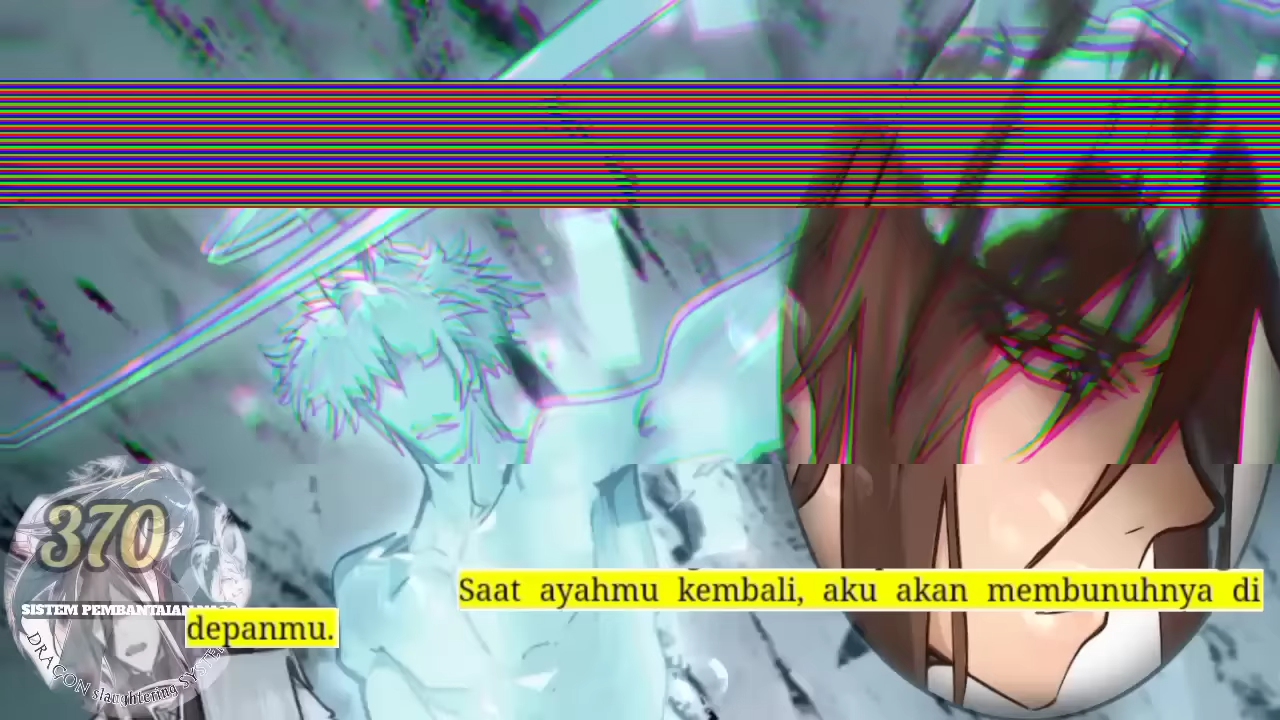 370
SISTEM PEMBANTAIAN
DRAGON slaughtering SYSTEM
Saat ayahmu kembali, aku akan membunuhnya di
depanmu.